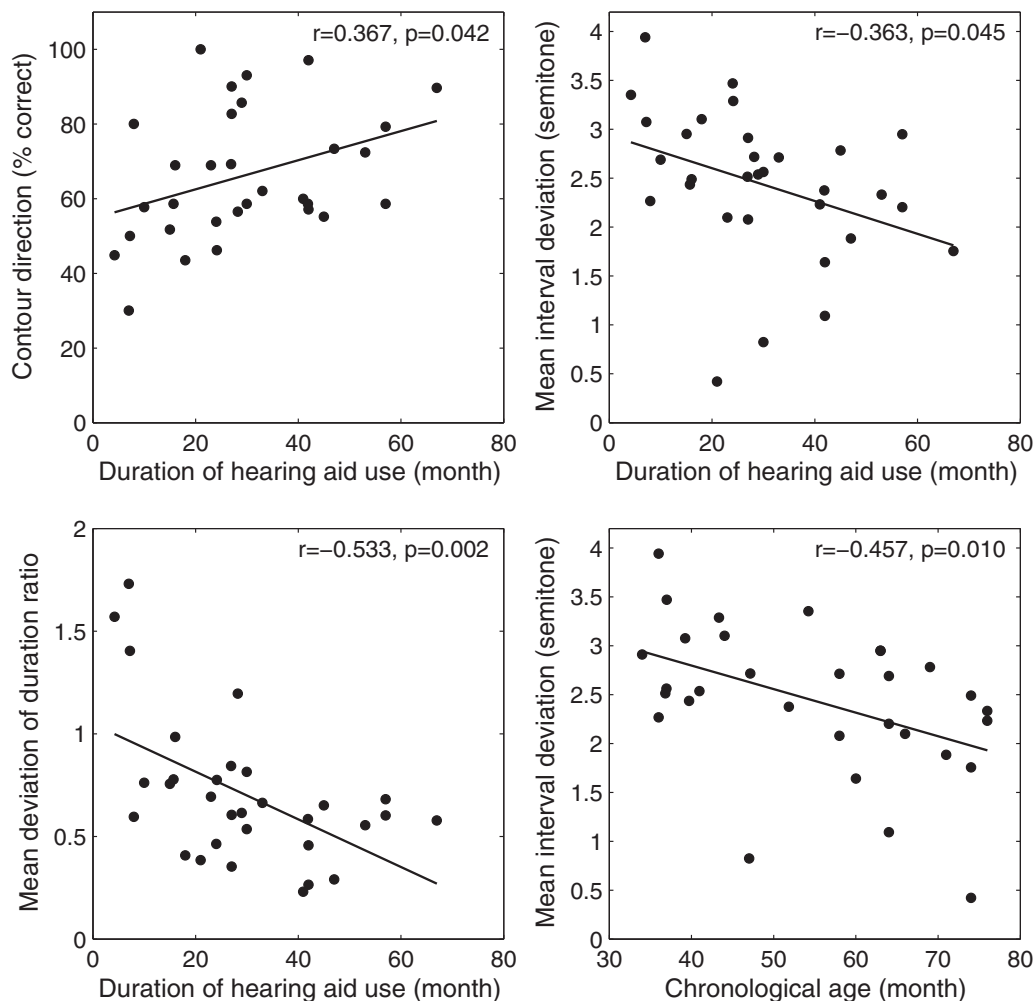 r=0.367, p=0.042
100
80
60
40
20
0
Contour direction (% correct)
0 20 40 60 80
Duration of hearing aid use (month)
r=−0.363, p=0.045
4
3.5
3
2.5
2
1.5
1
0.5
0
Mean interval deviation (semitone)
0 20 40 60 80
Duration of hearing aid use (month)
r=−0.533, p=0.002
2
1.5
1
0.5
0
Mean deviation of duration ratio
0 20 40 60 80
Duration of hearing aid use (month)
r=−0.457, p=0.010
4
3.5
3
2.5
2
1.5
1
0.5
0
Mean interval deviation (semitone)
30 40 50 60 70 80
Chronological age (month)